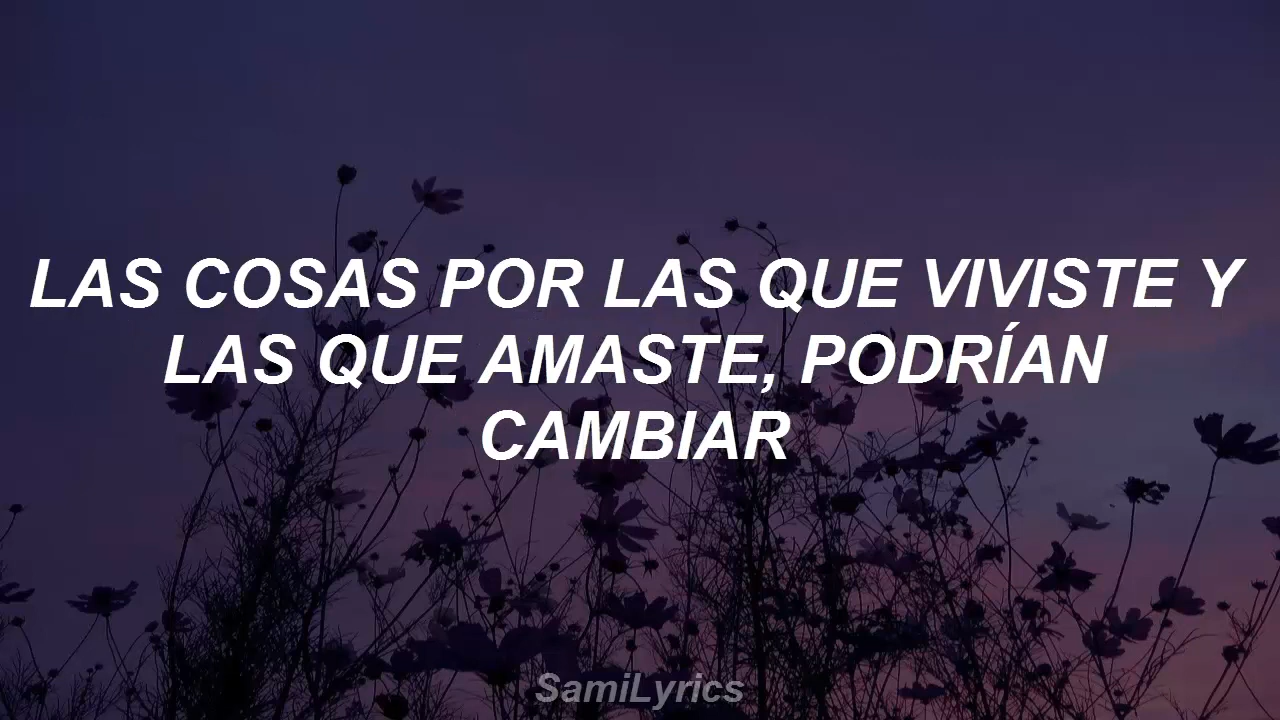 LAS COSAS POR LAS QUE VIVISTE Y
LAS QUE AMASTE, PODRÍAN
CAMBIAR
SamiLyrics